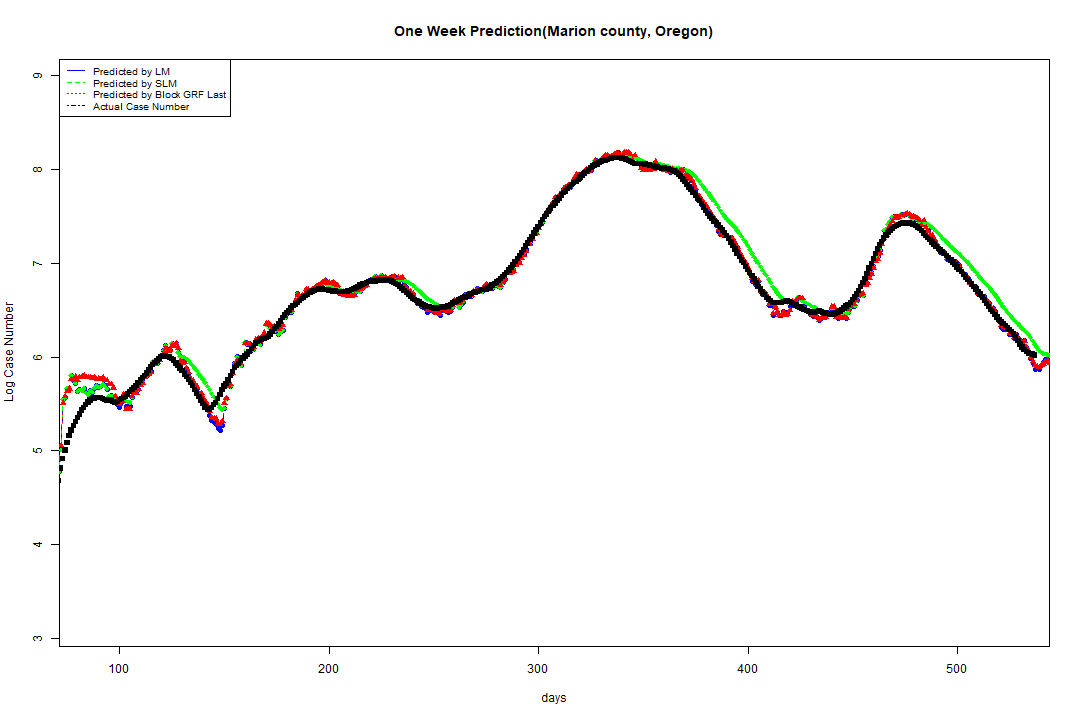 One Week Prediction(Marion county, Oregon)
Predicted by LM
Predicted by SLM
Predicted by Block GRF Last
Actual Case Number
9
8
7
6
5
4
3
Log Case Number
100 200 300 400 500
days